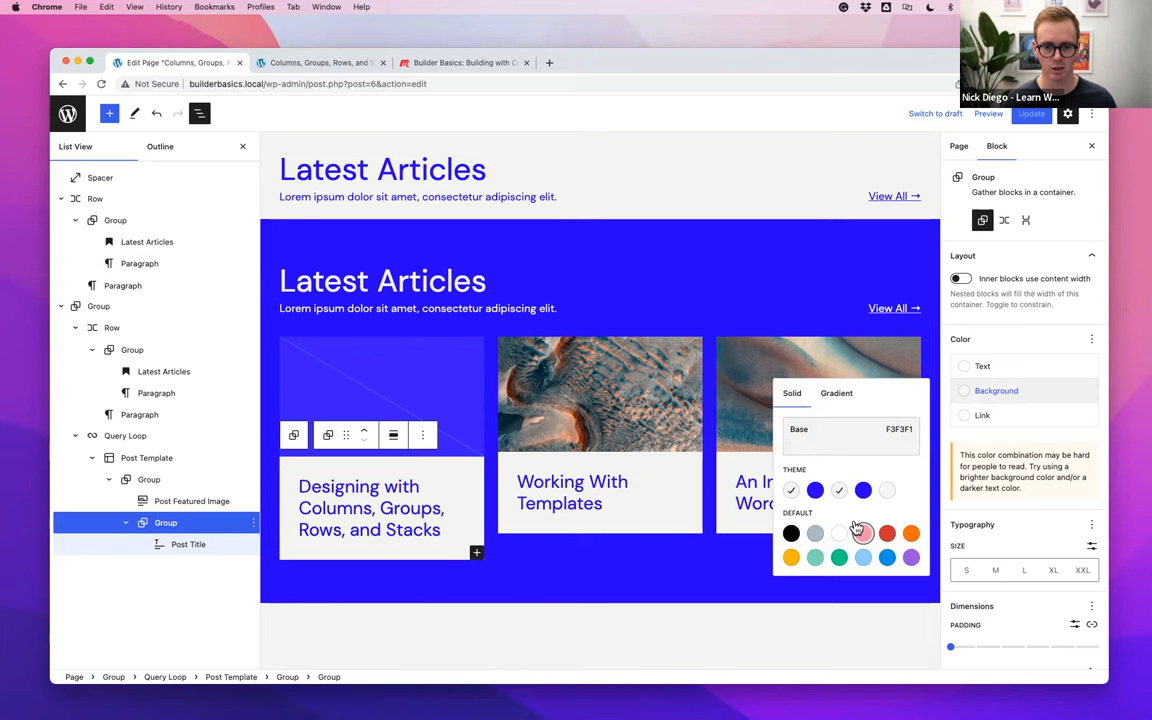 Chrome File Edit View History Bookmarks Profiles Tab Window Help
Edit Page "Columns, Groups, R
Columns, Groups, Rows, and S
Builder Basics: Building with C
Not Secure builderbasics.local/wp-admin/post.php?post=6&action=edit
Nick Diego - Learn W...
Switch to draft Preview Update
List View Outline
Spacer
Row
Group
Latest Articles
Paragraph
Paragraph
Group
Row
Group
Latest Articles
Paragraph
Paragraph
Query Loop
Post Template
Group
Post Featured Image
Group
Post Title
Latest Articles
Lorem ipsum dolor sit amet, consectetur adipiscing elit.
View All →
Latest Articles
Lorem ipsum dolor sit amet, consectetur adipiscing elit.
View All →
Designing with
Columns, Groups,
Rows, and Stacks
Working With
Templates
An In
Wor
Solid Gradient
Base F3F3F1
THEME
DEFAULT
Page Block
Group
Gather blocks in a container.
Layout
Inner blocks use content width
Nested blocks will fill the width of this
container. Toggle to constrain.
Color
Text
Background
Link
This color combination may be hard
for people to read. Try using a
brighter background color and/or a
darker text color.
Typography
SIZE
S M L XL XXL
Dimensions
PADDING
Page Group Query Loop Post Template Group Group